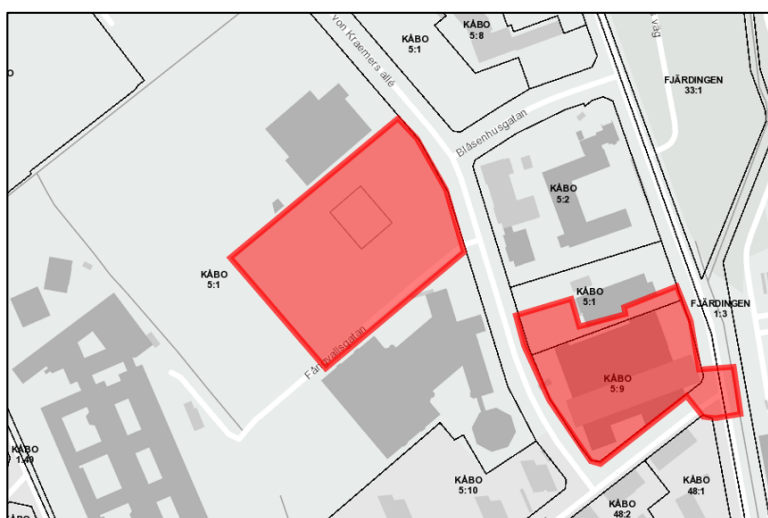 KÅBO
5:8
KÅBO
5:1
von Kraemers allé
väg
FJÄRDINGEN
33:1
Blåsenhusgatan
KÅBO
5:2
KÅBO
5:1
KÅBO
5:1
FJÄRDINGEN
1:3
KÅBO
5:9
KÅBO
1:49
KÅBO
5:10
KÅBO
48:1
KÅBO
48:2